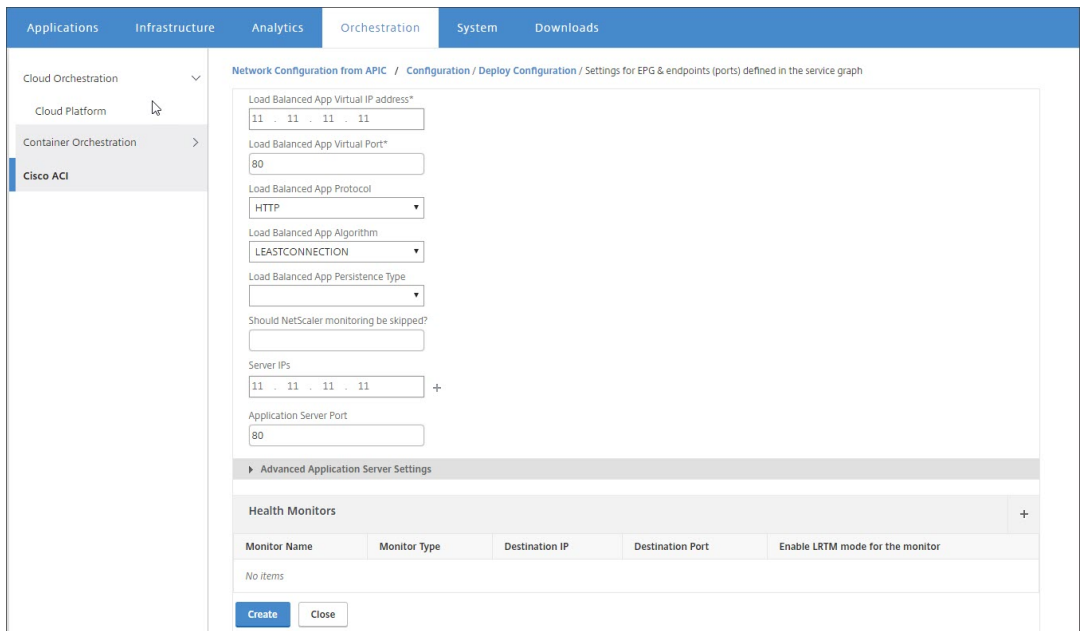 Applications Infrastructure Analytics Orchestration System Downloads
Cloud Orchestration
Cloud Platform
Container Orchestration
Cisco ACI
Network Configuration from APIC / Configuration / Deploy Configuration / Settings for EPG & endpoints (ports) defined in the service graph
Load Balanced App Virtual IP address*
11 . 11 . 11 . 11
Load Balanced App Virtual Port*
80
Load Balanced App Protocol
HTTP
Load Balanced App Algorithm
LEASTCONNECTION
Load Balanced App Persistence Type
Should NetScaler monitoring be skipped?
Server IPs
11 . 11 . 11 . 11 +
Application Server Port
80
Advanced Application Server Settings
Health Monitors +
Monitor Name Monitor Type Destination IP Destination Port Enable LRTM mode for the monitor
No items
Create Close